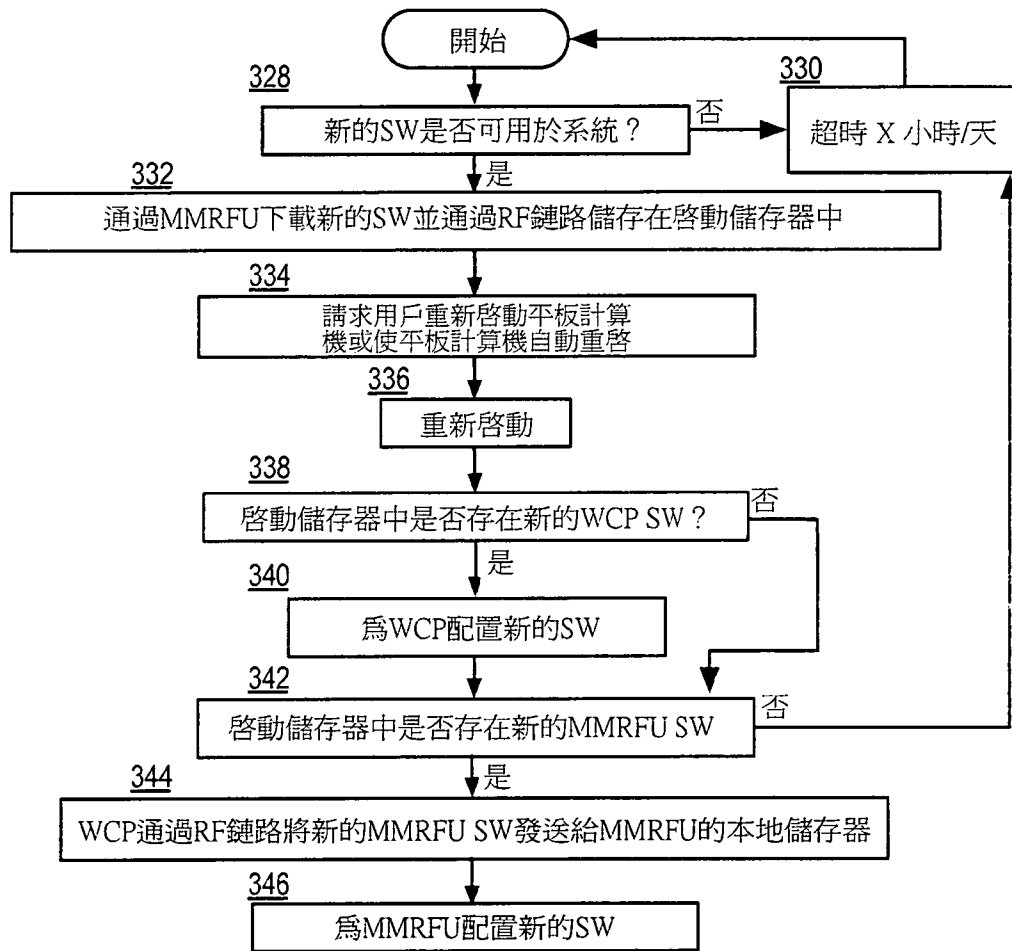 開始
328
新的SW是否可用於系統？
否
330
超時 X 小時/天
是
332
通過MMRFU下載新的SW並通過RF鏈路儲存在啓動儲存器中
334
請求用戶重新啓動平板計算
機或使平板計算機自動重啓
336
重新啓動
338
啓動儲存器中是否存在新的WCP SW？
否
是
340
爲WCP配置新的SW
342
啓動儲存器中是否存在新的MMRFU SW
否
是
344
WCP通過RF鏈路將新的MMRFU SW發送給MMRFU的本地儲存器
346
爲MMRFU配置新的SW